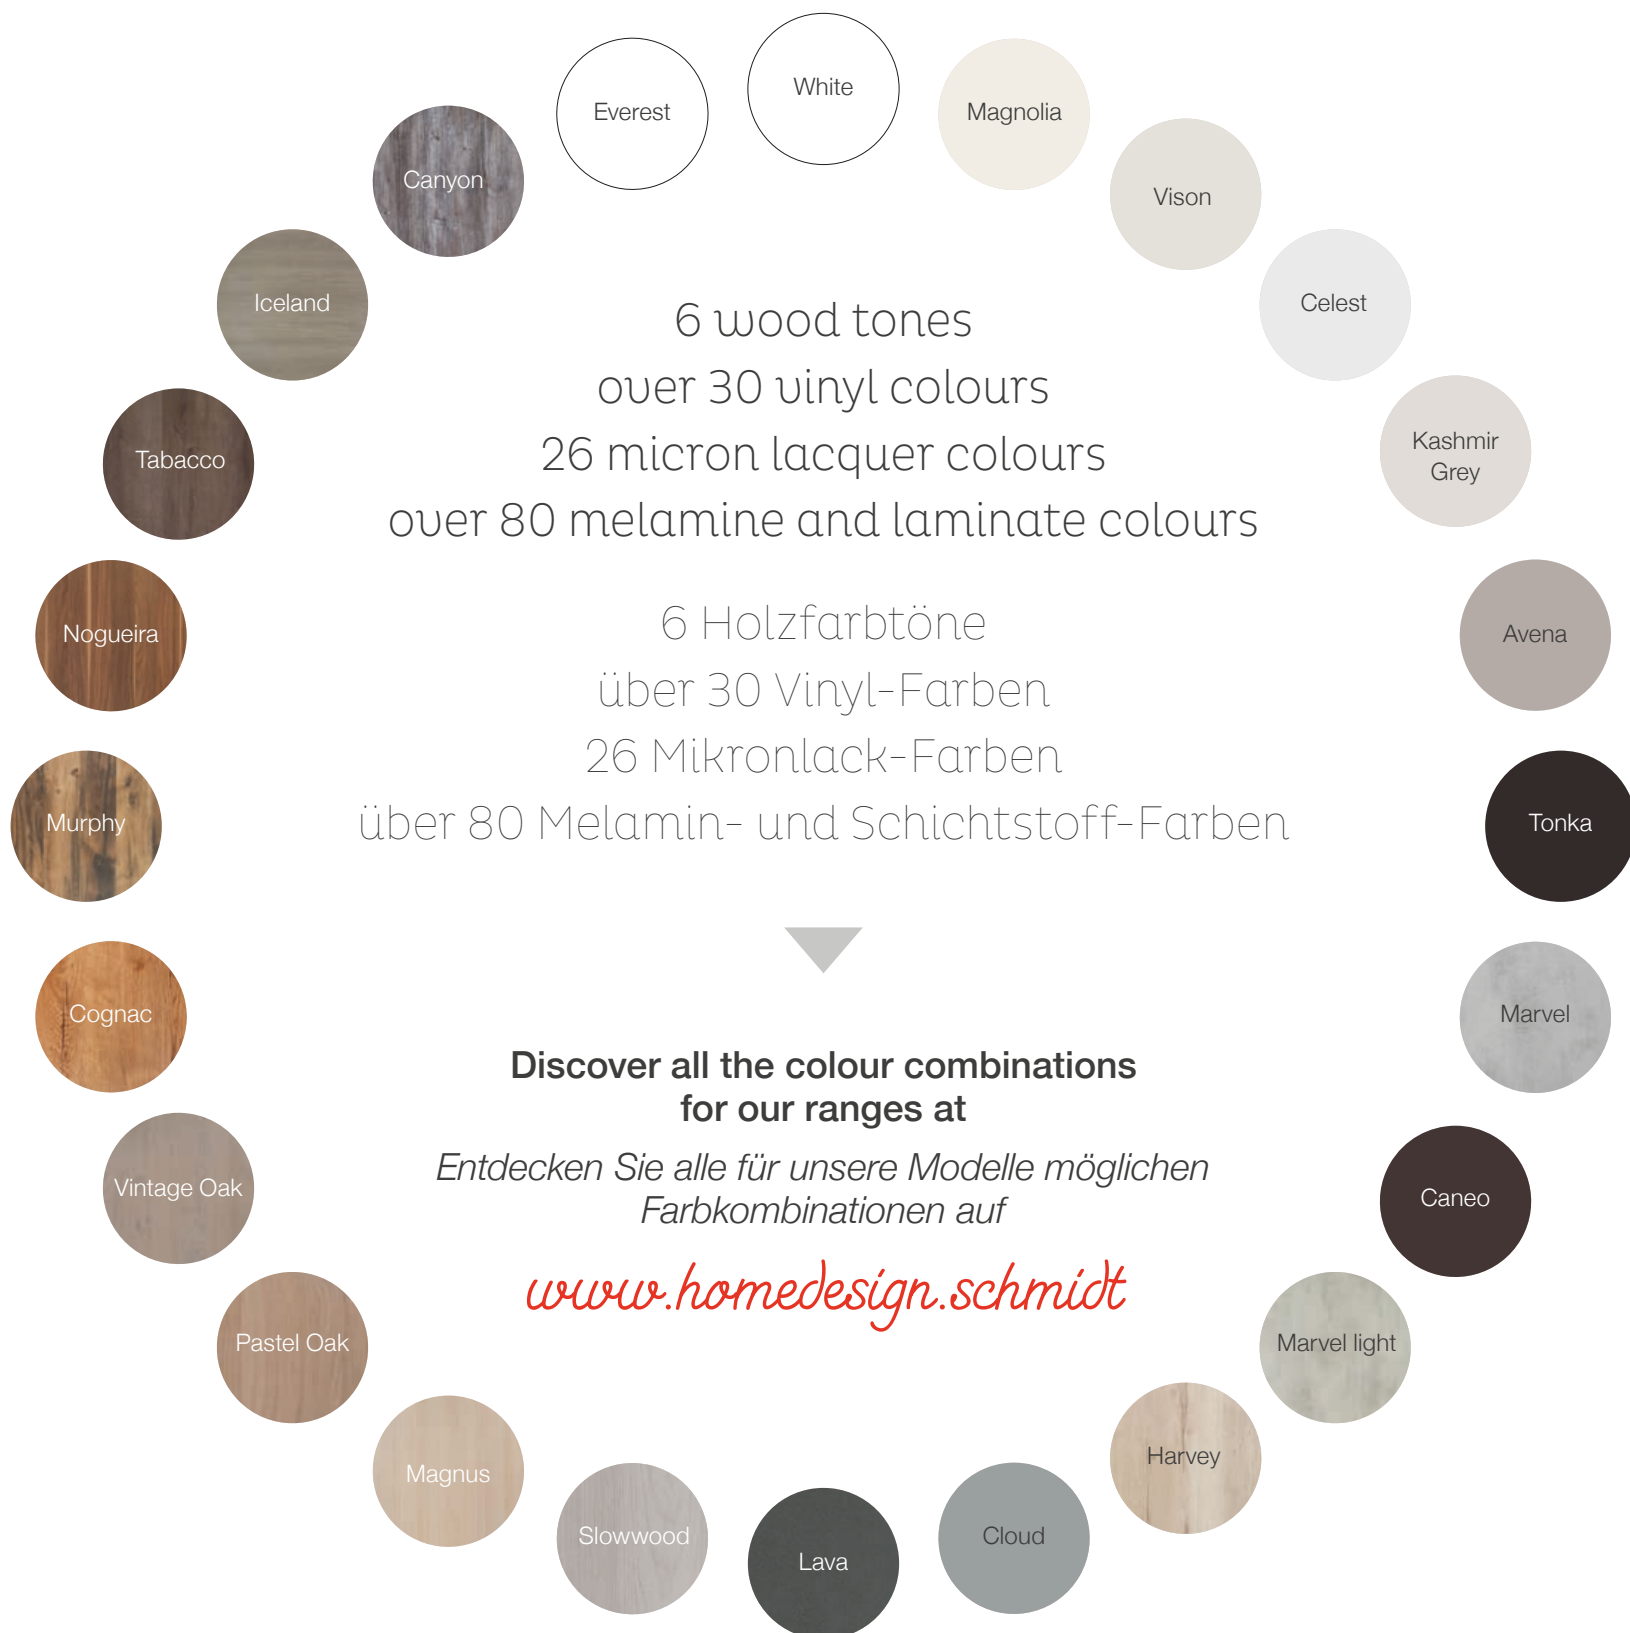 White
Everest
Magnolia
Canyon
Vison
Iceland
Celest
6 wood tones
over 30 vinyl colours
26 micron lacquer colours
over 80 melamine and laminate colours
Kashmir
Grey
Tabacco
6 Holzfarbtöne
über 30 Vinyl-Farben
26 Mikronlack-Farben
über 80 Melamin- und Schichtstoff-Farben
Nogueira
Avena
Murphy
Tonka
Cognac
Marvel
Discover all the colour combinations
for our ranges at
Entdecken Sie alle für unsere Modelle möglichen
Farbkombinationen auf
www.homedesign.schmidt
Vintage Oak
Caneo
Pastel Oak
Marvel light
Magnus
Harvey
Slowwood
Cloud
Lava